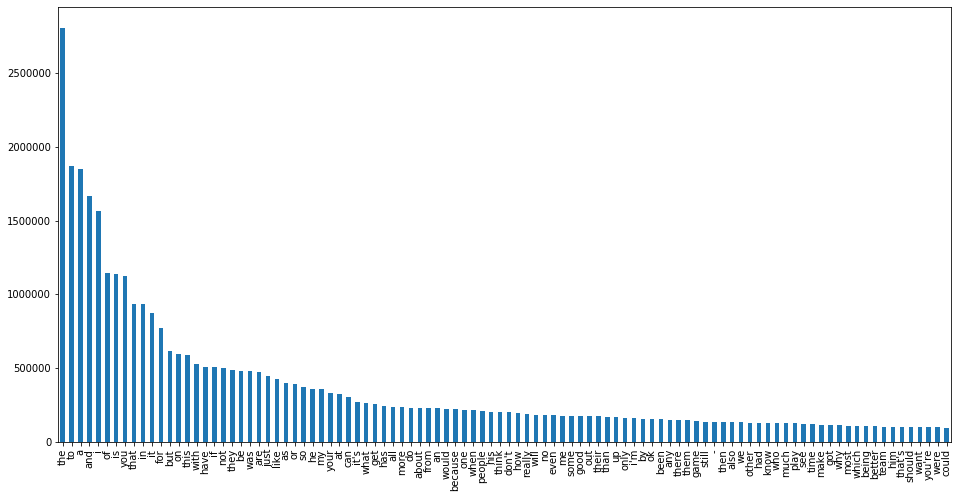 2500000
2000000
1500000
1000000
500000
0
the
to
a
and
i
of
is
you
that
in
it
for
but
on
this
with
have
if
not
they
be
was
are
just
like
as
or
so
he
my
your
at
can
it's
what
get
has
all
more
do
about
from
an
would
because
one
when
people
his
think
don't
how
really
will
no
even
me
some
good
out
their
than
up
only
i'm
by
ok
been
any
there
them
game
still
-
then
also
we
other
had
know
who
much
play
see
time
make
got
why
most
which
being
better
team
him
that's
should
want
you're
were
could